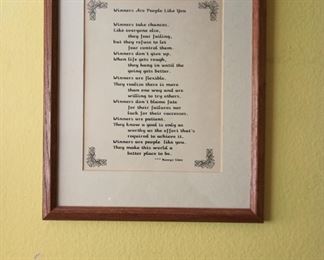 Winners Are People Like You
Winners take chances.
Like everyone else,
they fear failing,
but they refuse to let
fear control them.
Winners don't give up.
When life gets rough,
they hang in until the
going gets better.
Winners are flexible.
They realize there is more
than one way and are
willing to try others.
Winners don't blame fate
for their failures nor
luck for their successes.
Winners are patient.
They know a goal is only as
worthy as the effort that's
required to achieve it.
Winners are people like you.
They make this world a
better place to be.